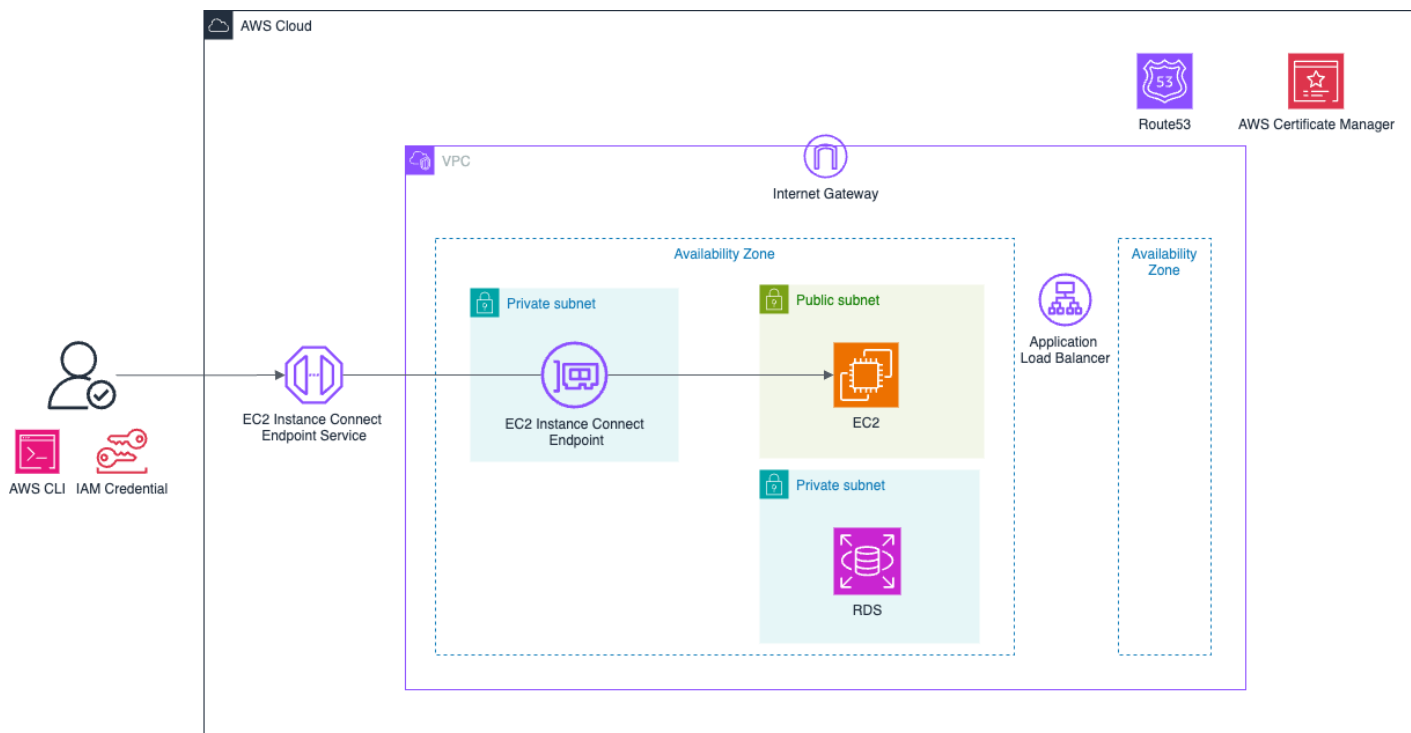 AWS Cloud
53
Route53
AWS Certificate Manager
VPC
Internet Gateway
Availability Zone
Availability
Zone
Private subnet
Public subnet
Application
Load Balancer
EC2 Instance Connect
Endpoint Service
EC2 Instance Connect
Endpoint
EC2
AWS CLI
IAM Credential
Private subnet
RDS